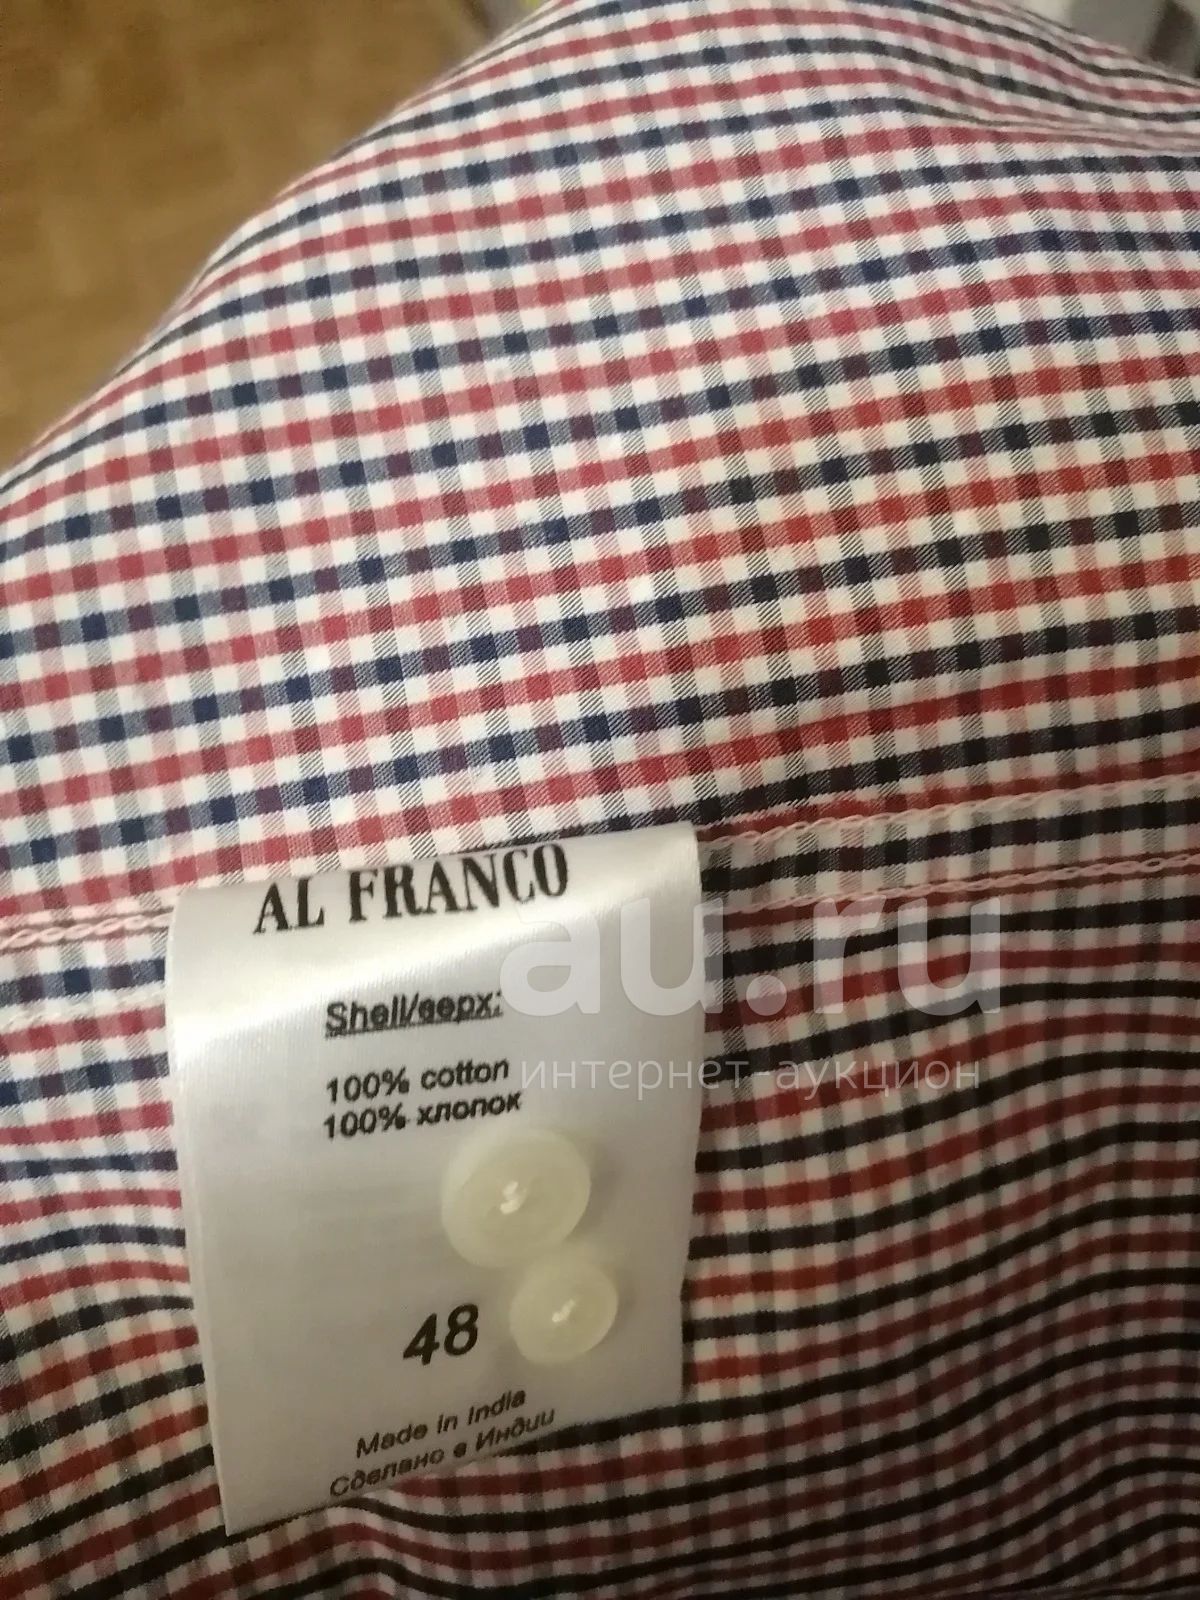 AL FRANCO
au.ru
Shell/верх:
интернет-аукцион
100% cotton
100% хлопок
48
Made in India
Сделано в Индии